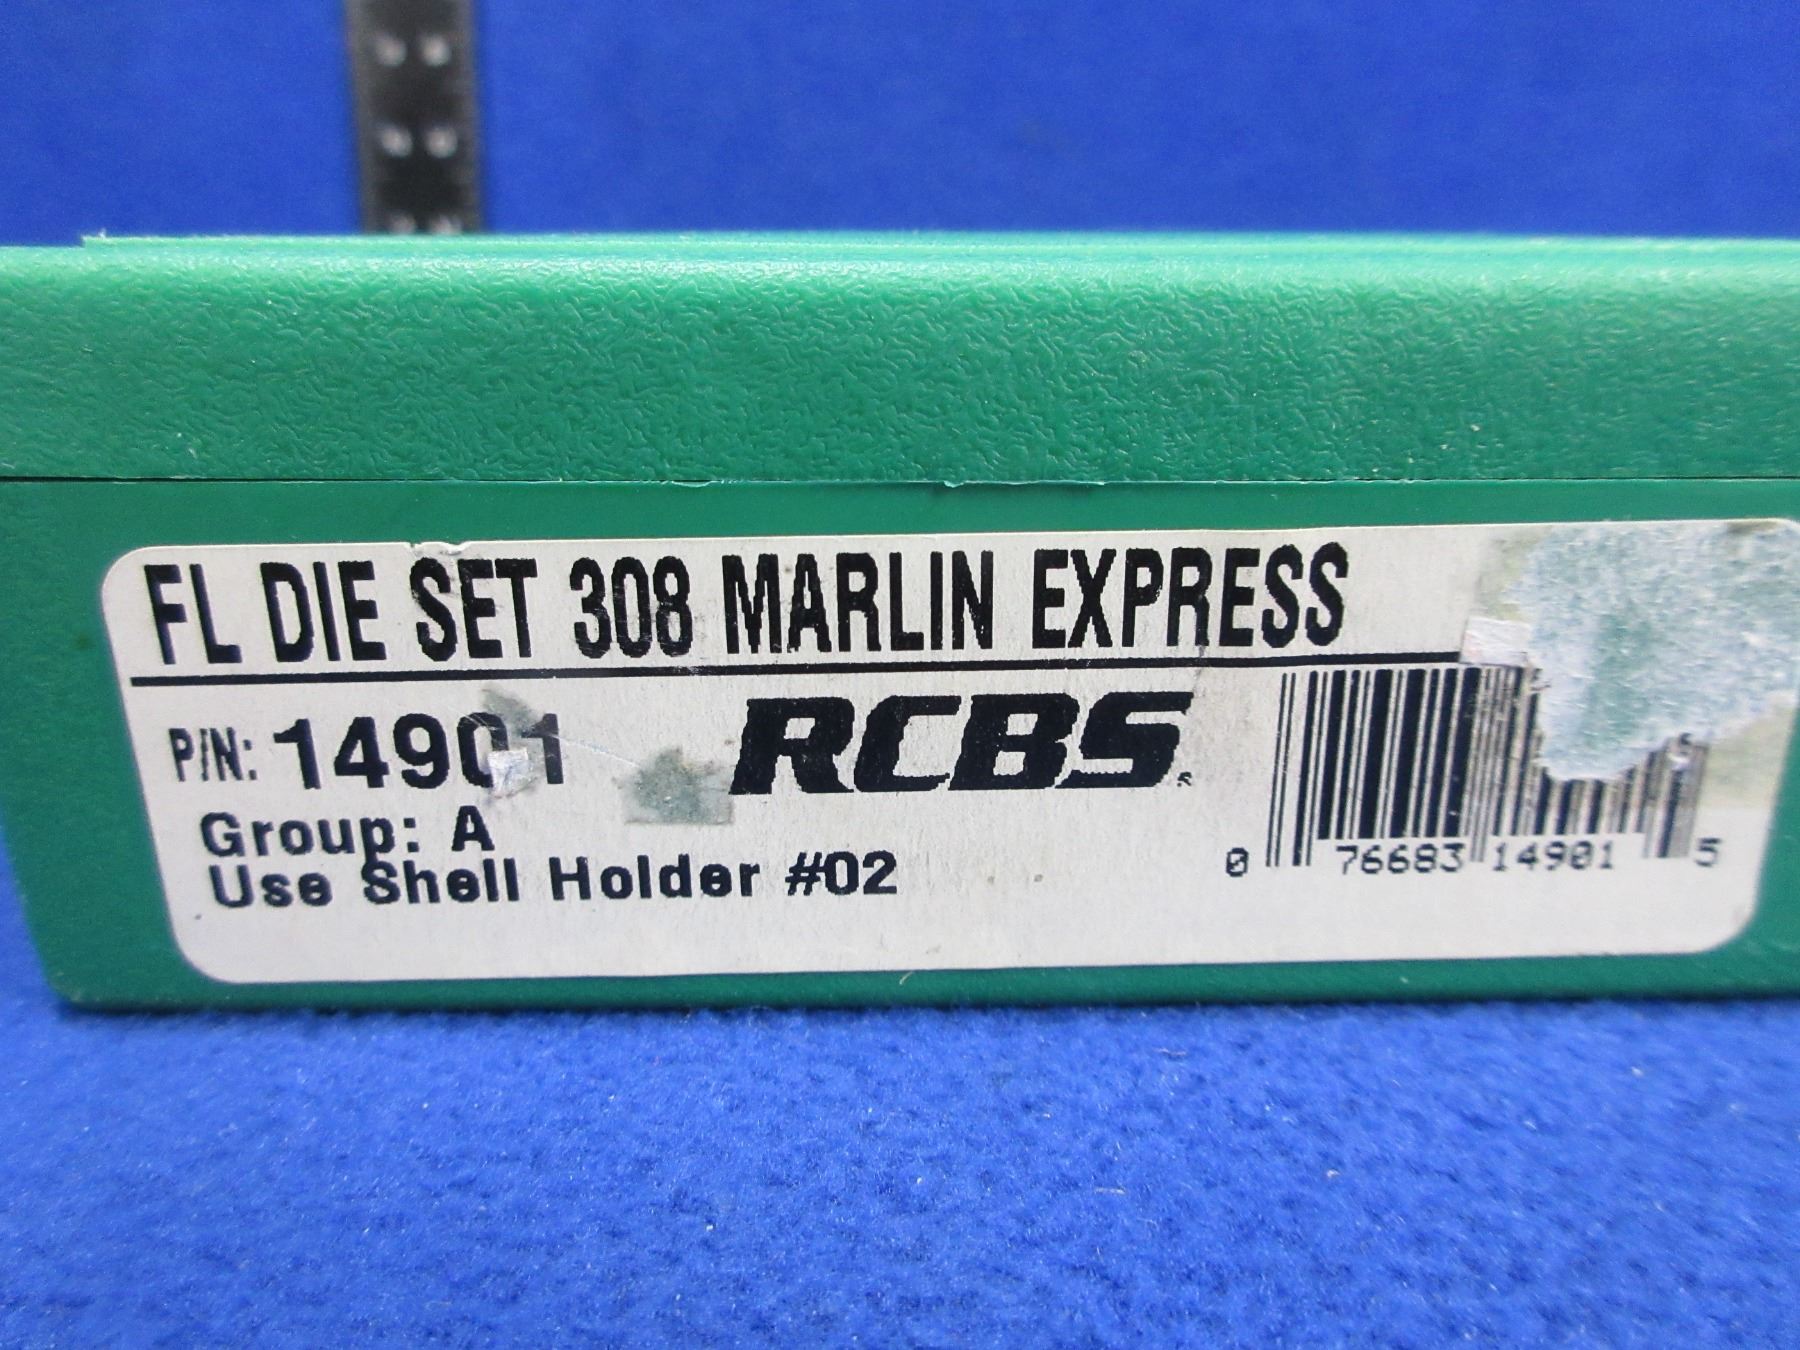 FL DIE SET 308 MARLIN EXPRESS
P/N: 14901
RCBS
Group: A
Use Shell Holder #02
0 76683 14901 5